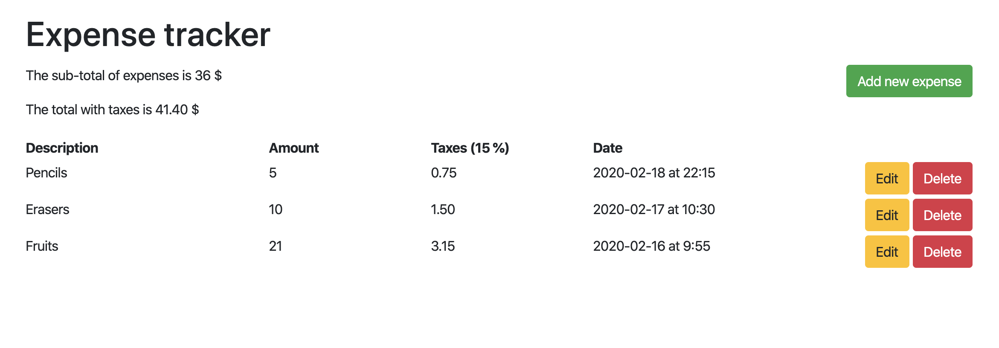 Expense tracker
The sub-total of expenses is 36 $
Add new expense
The total with taxes is 41.40 $
Description Amount Taxes (15 %) Date
Pencils 5 0.75 2020-02-18 at 22:15 Edit Delete
Erasers 10 1.50 2020-02-17 at 10:30 Edit Delete
Fruits 21 3.15 2020-02-16 at 9:55 Edit Delete